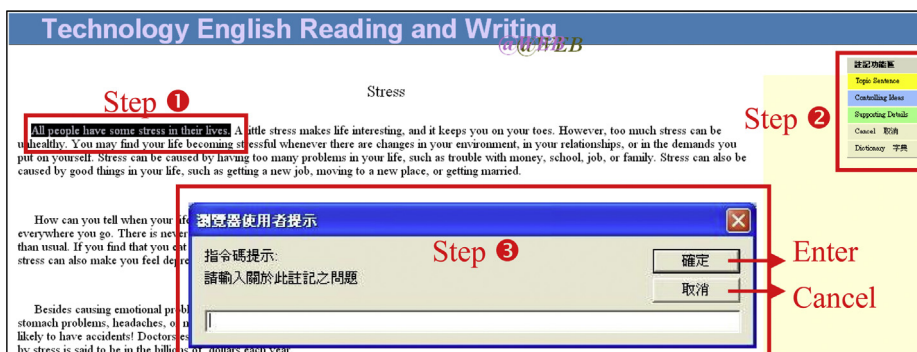 Technology English Reading and Writing
@WWWEB
Stress
Step ❶
Step ❷
註記功能區
Topic Sentence
Controlling Ideas
Supporting Details
Cancel 取消
Dictionary 字典
All people have some stress in their lives. A little stress makes life interesting, and it keeps you on your toes. However, too much stress can be
unhealthy. You may find your life becoming stressful whenever there are changes in your environment, in your relationships, or in the demands you
put on yourself. Stress can be caused by having too many problems in your life, such as trouble with money, school, job, or family. Stress can also be
caused by good things in your life, such as getting a new job, moving to a new place, or getting married.
How can you tell when your life
everywhere you go. There is never
than usual. If you find that you eat
stress can also make you feel depre
Besides causing emotional probl
stomach problems, headaches, or m
likely to have accidents! Doctors es
by stress is said to be in the billions of dollars each year.
瀏覽器使用者提示
指令碼提示:
請輸入關於此註記之問題
Step ❸
確定
取消
Enter
Cancel